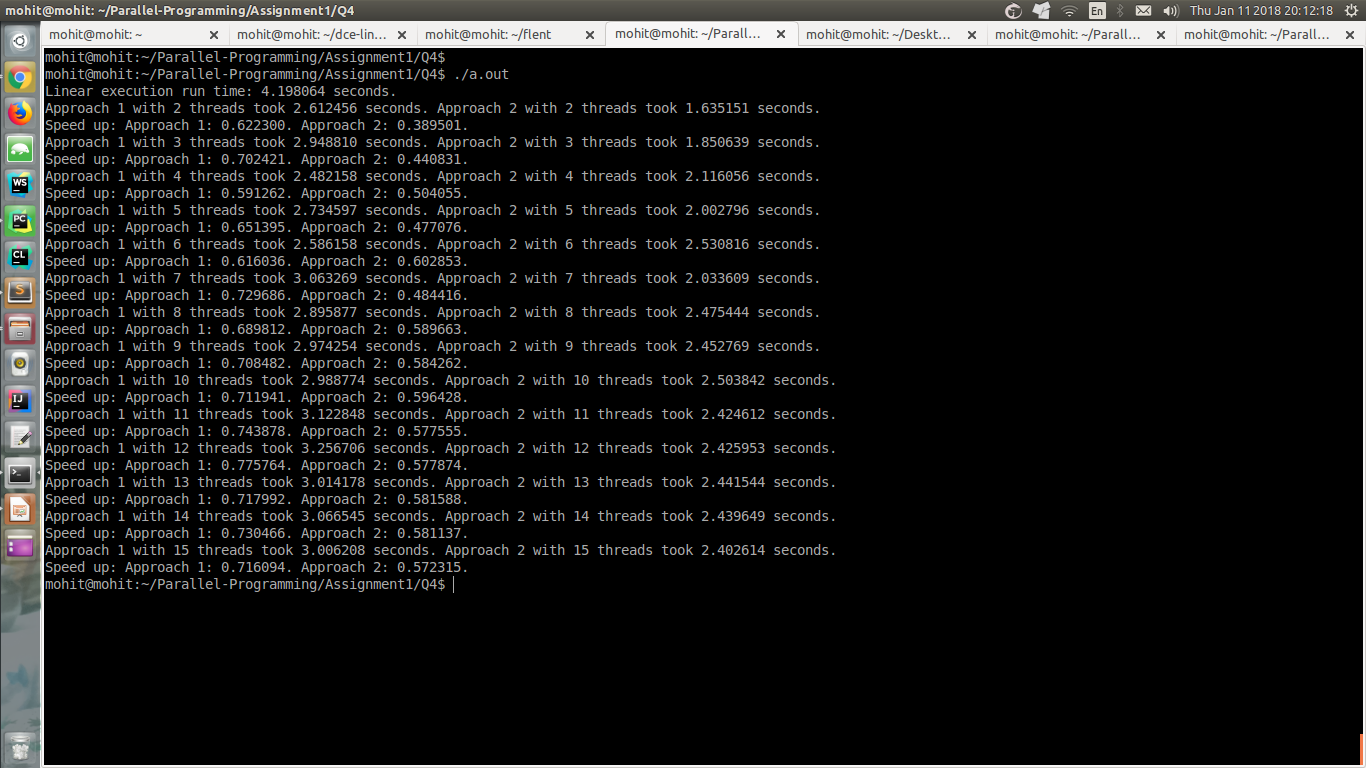 mohit@mohit: ~/Parallel-Programming/Assignment1/Q4
En
Thu Jan 11 2018 20:12:18
mohit@mohit: ~
mohit@mohit: ~/dce-lin...
mohit@mohit: ~/flent
mohit@mohit: ~/Parall...
mohit@mohit: ~/Deskt...
mohit@mohit: ~/Parall...
mohit@mohit: ~/Parall...
mohit@mohit:~/Parallel-Programming/Assignment1/Q4$
mohit@mohit:~/Parallel-Programming/Assignment1/Q4$ ./a.out
Linear execution run time: 4.198064 seconds.
Approach 1 with 2 threads took 2.612456 seconds. Approach 2 with 2 threads took 1.635151 seconds.
Speed up: Approach 1: 0.622300. Approach 2: 0.389501.
Approach 1 with 3 threads took 2.948810 seconds. Approach 2 with 3 threads took 1.850639 seconds.
Speed up: Approach 1: 0.702421. Approach 2: 0.440831.
Approach 1 with 4 threads took 2.482158 seconds. Approach 2 with 4 threads took 2.116056 seconds.
Speed up: Approach 1: 0.591262. Approach 2: 0.504055.
Approach 1 with 5 threads took 2.734597 seconds. Approach 2 with 5 threads took 2.002796 seconds.
Speed up: Approach 1: 0.651395. Approach 2: 0.477076.
Approach 1 with 6 threads took 2.586158 seconds. Approach 2 with 6 threads took 2.530816 seconds.
Speed up: Approach 1: 0.616036. Approach 2: 0.602853.
Approach 1 with 7 threads took 3.063269 seconds. Approach 2 with 7 threads took 2.033609 seconds.
Speed up: Approach 1: 0.729686. Approach 2: 0.484416.
Approach 1 with 8 threads took 2.895877 seconds. Approach 2 with 8 threads took 2.475444 seconds.
Speed up: Approach 1: 0.689812. Approach 2: 0.589663.
Approach 1 with 9 threads took 2.974254 seconds. Approach 2 with 9 threads took 2.452769 seconds.
Speed up: Approach 1: 0.708482. Approach 2: 0.584262.
Approach 1 with 10 threads took 2.988774 seconds. Approach 2 with 10 threads took 2.503842 seconds.
Speed up: Approach 1: 0.711941. Approach 2: 0.596428.
Approach 1 with 11 threads took 3.122848 seconds. Approach 2 with 11 threads took 2.424612 seconds.
Speed up: Approach 1: 0.743878. Approach 2: 0.577555.
Approach 1 with 12 threads took 3.256706 seconds. Approach 2 with 12 threads took 2.425953 seconds.
Speed up: Approach 1: 0.775764. Approach 2: 0.577874.
Approach 1 with 13 threads took 3.014178 seconds. Approach 2 with 13 threads took 2.441544 seconds.
Speed up: Approach 1: 0.717992. Approach 2: 0.581588.
Approach 1 with 14 threads took 3.066545 seconds. Approach 2 with 14 threads took 2.439649 seconds.
Speed up: Approach 1: 0.730466. Approach 2: 0.581137.
Approach 1 with 15 threads took 3.006208 seconds. Approach 2 with 15 threads took 2.402614 seconds.
Speed up: Approach 1: 0.716094. Approach 2: 0.572315.
mohit@mohit:~/Parallel-Programming/Assignment1/Q4$
WS
PC
CL
IJ